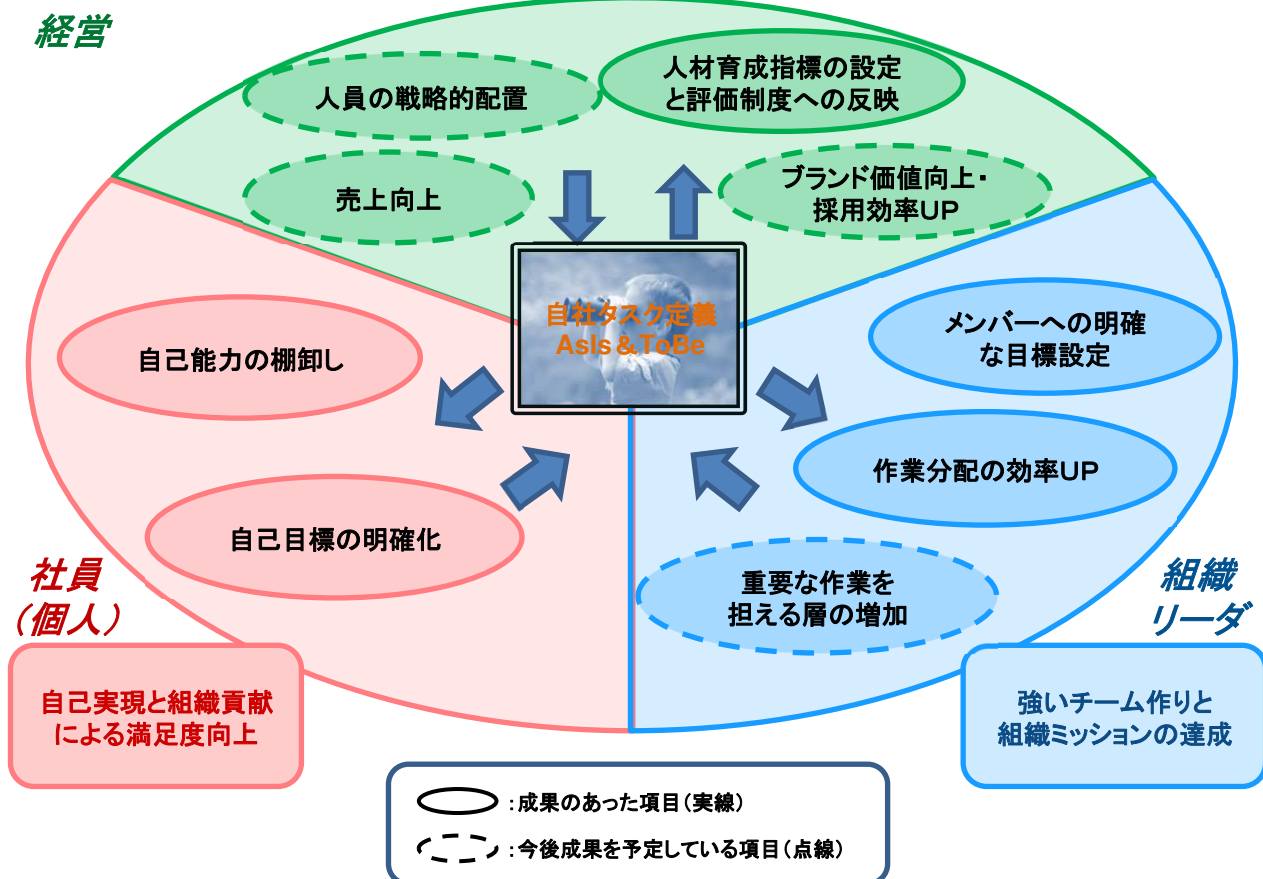 経営
人員の戦略的配置
人材育成指標の設定
と評価制度への反映
売上向上
ブランド価値向上・
採用効率UP
自社タスク定義
AsIs&ToBe
自己能力の棚卸し
自己目標の明確化
メンバーへの明確
な目標設定
作業分配の効率UP
重要な作業を
担える層の増加
社員
(個人)
自己実現と組織貢献
による満足度向上
組織
リーダ
強いチーム作りと
組織ミッションの達成
:成果のあった項目(実線)
:今後成果を予定している項目(点線)